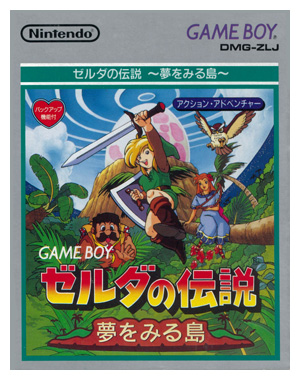 Nintendo
GAME BOY
DMG-ZLJ
ゼルダの伝説 ～夢をみる島～
バックアップ
機能付
アクション・アドベンチャー
GAME BOY
ゼルダの伝説
夢をみる島